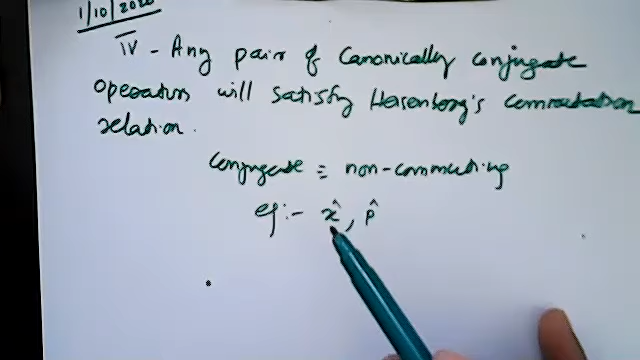 1/10/2020
IV - Any pair of Canonically conjugate
operators will satisfy Heisenberg's commutation
relation.
conjugate ≡ non-commuting
eg:- x̂, p̂